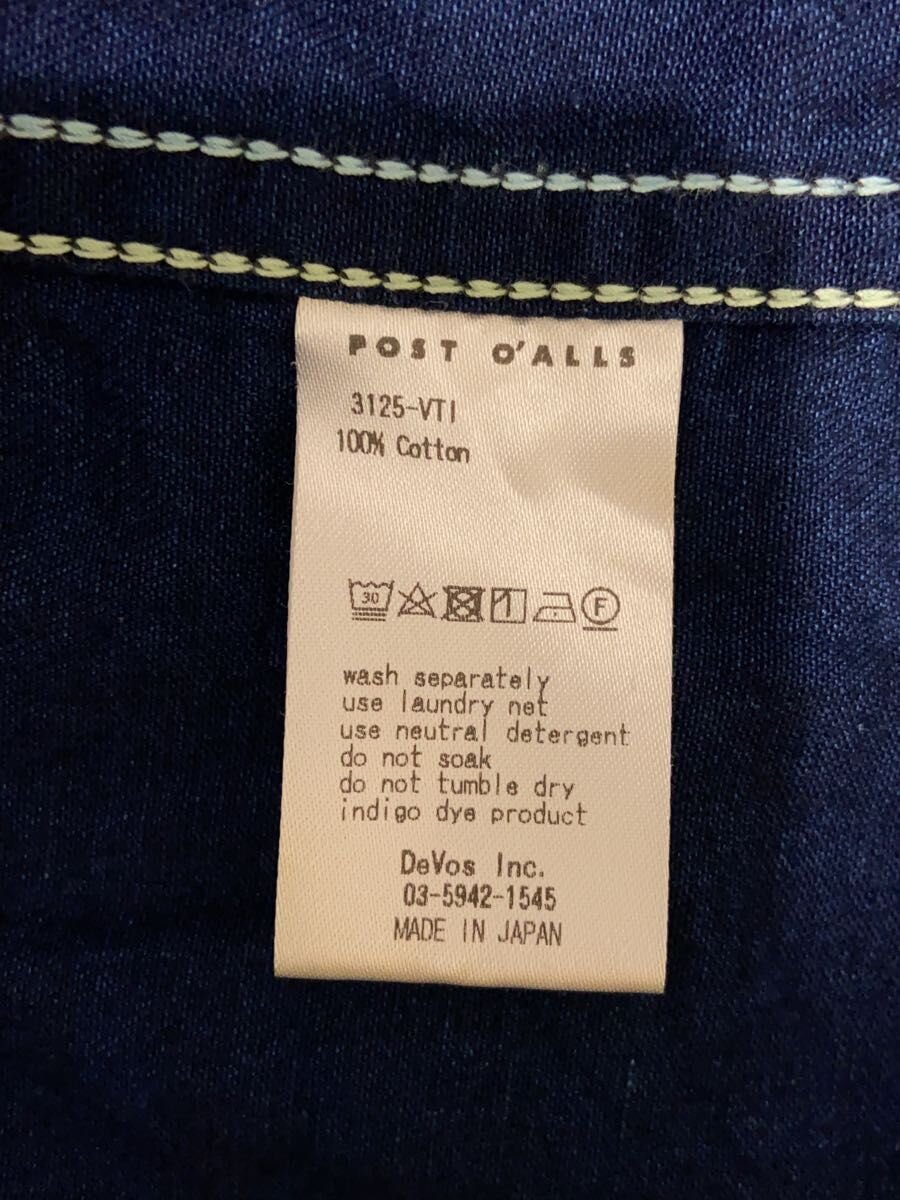 POST O'ALLS
3125-VTI
100% Cotton
30 F
wash separately
use laundry net
use neutral detergent
do not soak
do not tumble dry
indigo dye product
DeVos Inc.
03-5942-1545
MADE IN JAPAN